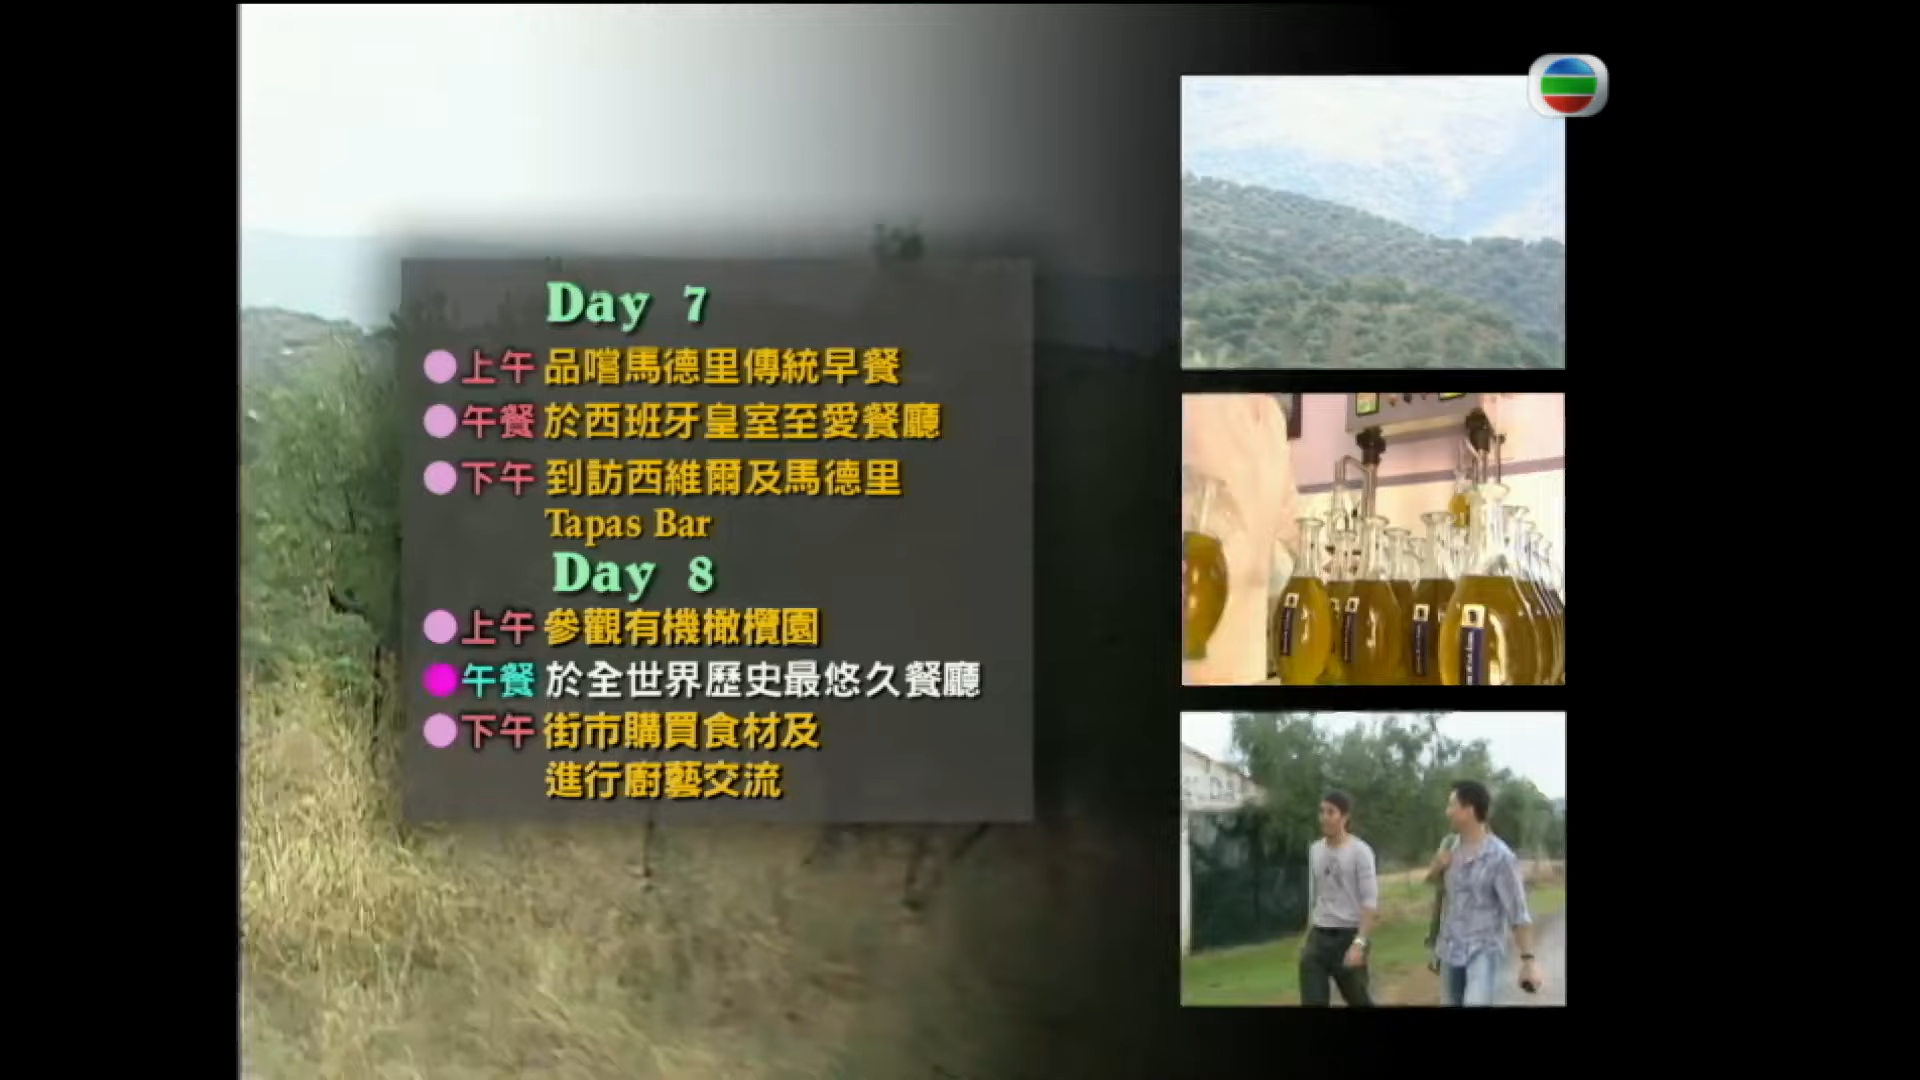 Day 7
上午 品嚐馬德里傳統早餐
午餐 於西班牙皇室至愛餐廳
下午 到訪西維爾及馬德里
Tapas Bar
Day 8
上午 參觀有機橄欖園
午餐 於全世界歷史最悠久餐廳
下午 街市購買食材及
進行廚藝交流